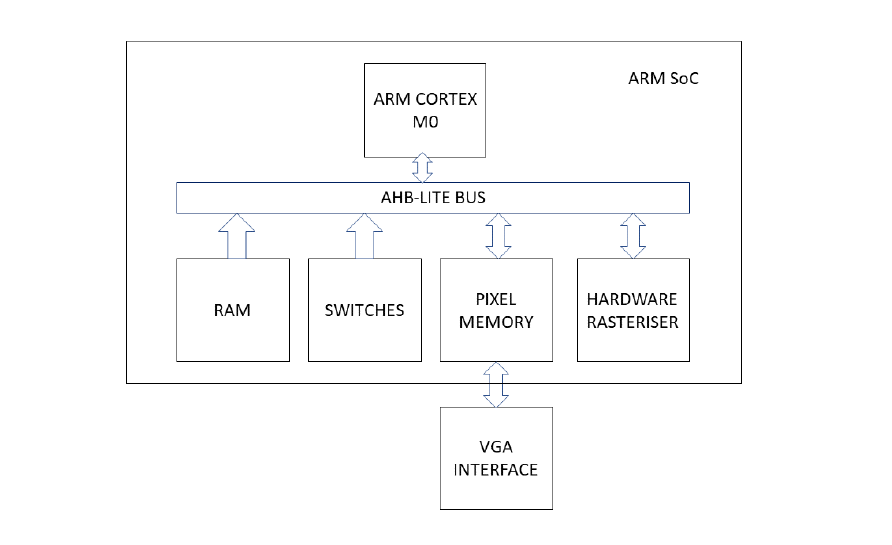 ARM SoC
ARM CORTEX
M0
AHB-LITE BUS
RAM
SWITCHES
PIXEL
MEMORY
HARDWARE
RASTERISER
VGA
INTERFACE